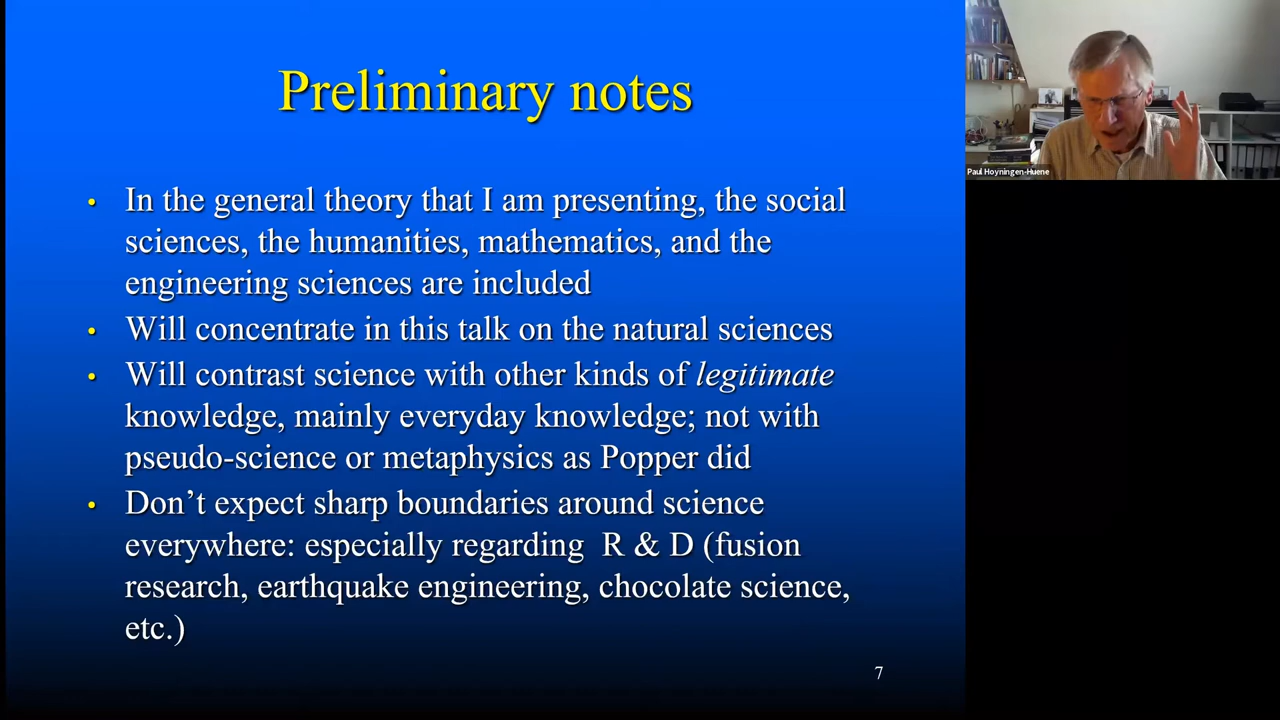 Preliminary notes
• In the general theory that I am presenting, the social
sciences, the humanities, mathematics, and the
engineering sciences are included
• Will concentrate in this talk on the natural sciences
• Will contrast science with other kinds of legitimate
knowledge, mainly everyday knowledge; not with
pseudo-science or metaphysics as Popper did
• Don’t expect sharp boundaries around science
everywhere: especially regarding R & D (fusion
research, earthquake engineering, chocolate science,
etc.)
7
Paul Hoyningen-Huene